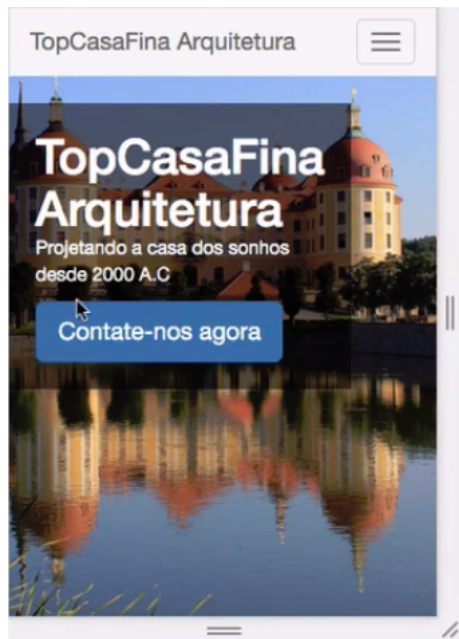 TopCasaFina Arquitetura
TopCasaFina
Arquitetura
Projetando a casa dos sonhos
desde 2000 A.C
Contate-nos agora